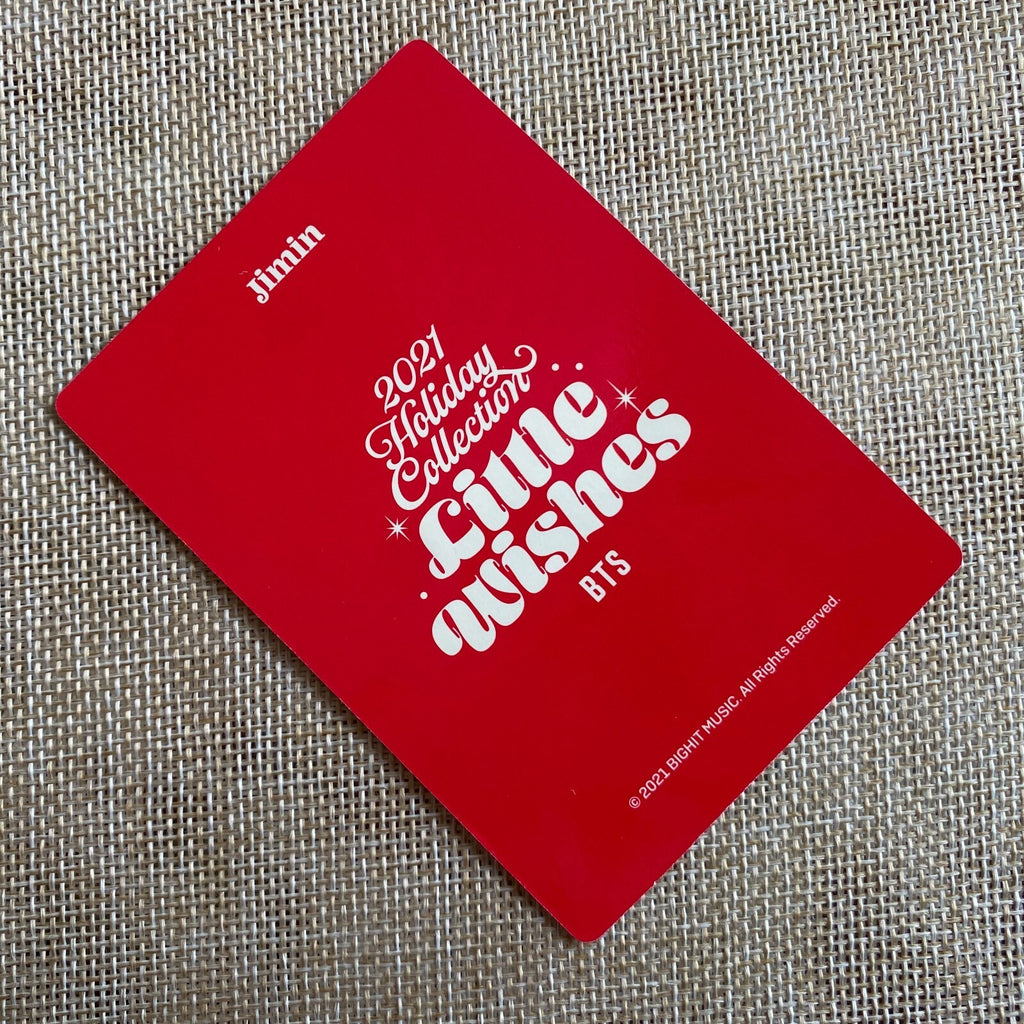 Jimin
2021
Holiday
Collection
Little
Wishes
BTS
© 2021 BIGHIT MUSIC. All Rights Reserved.